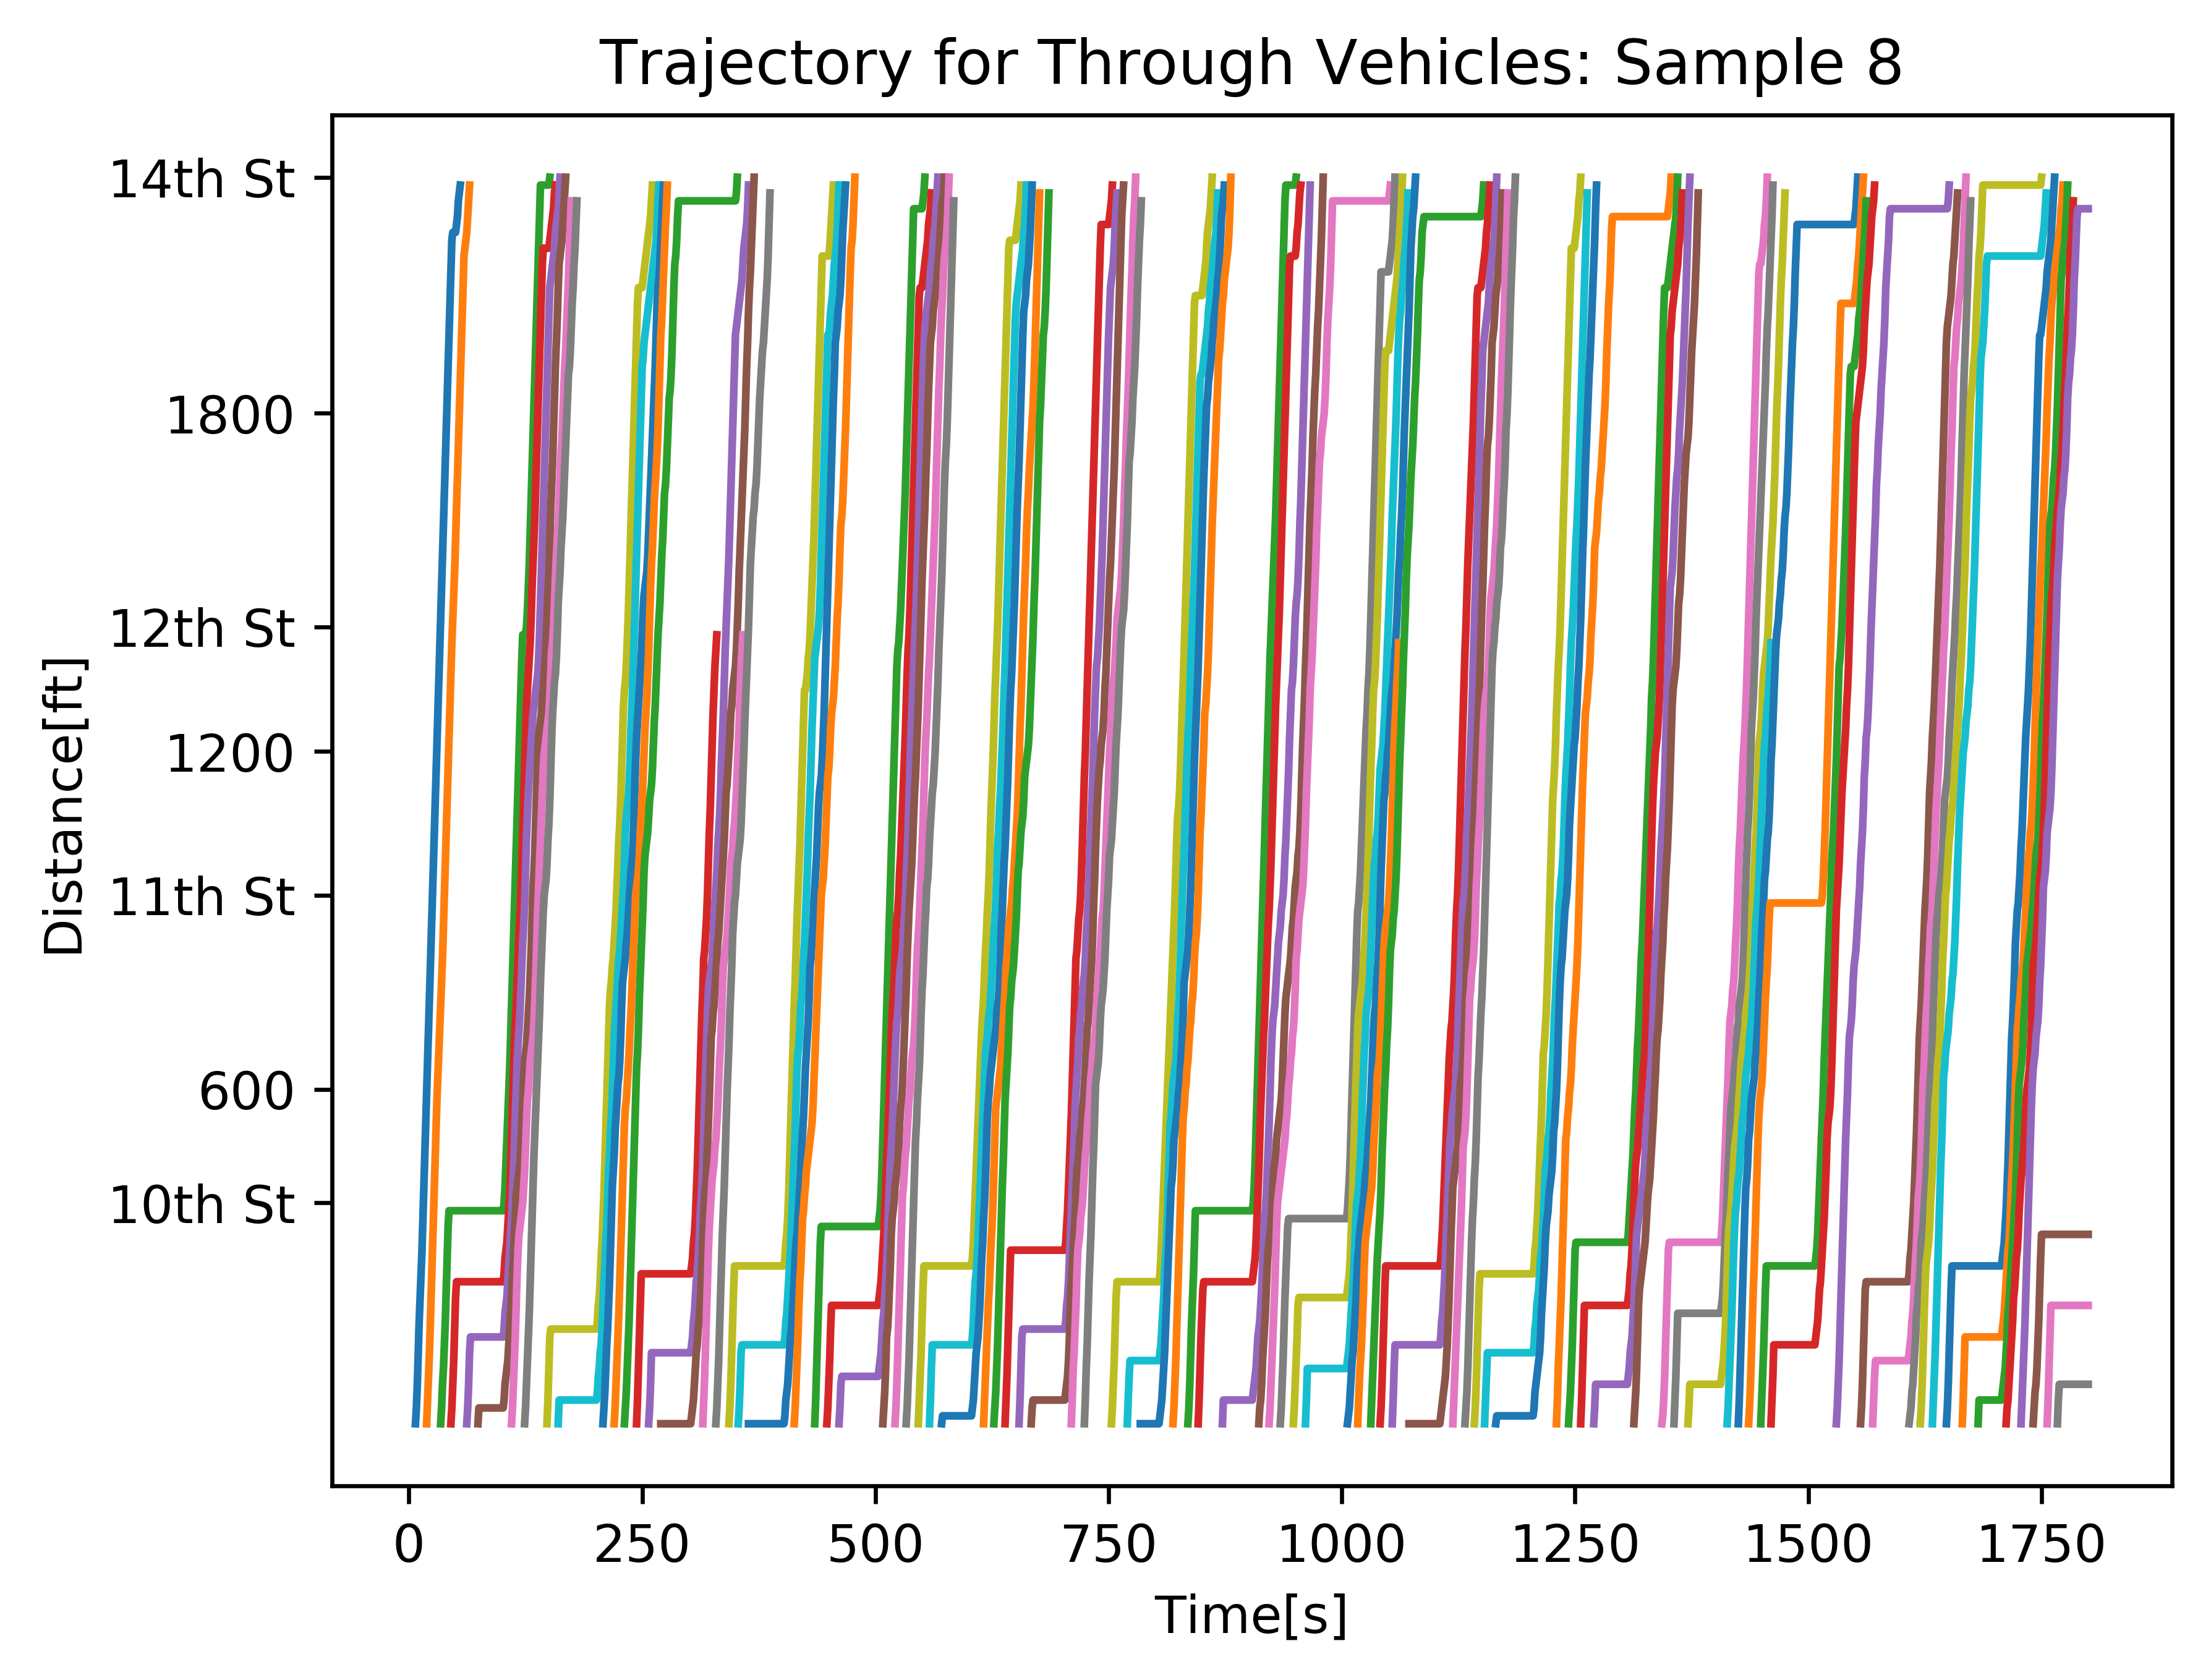 Trajectory for Through Vehicles: Sample 8
14th St
1800
12th St
1200
11th St
600
10th St
Distance[ft]
0 250 500 750 1000 1250 1500 1750
Time[s]